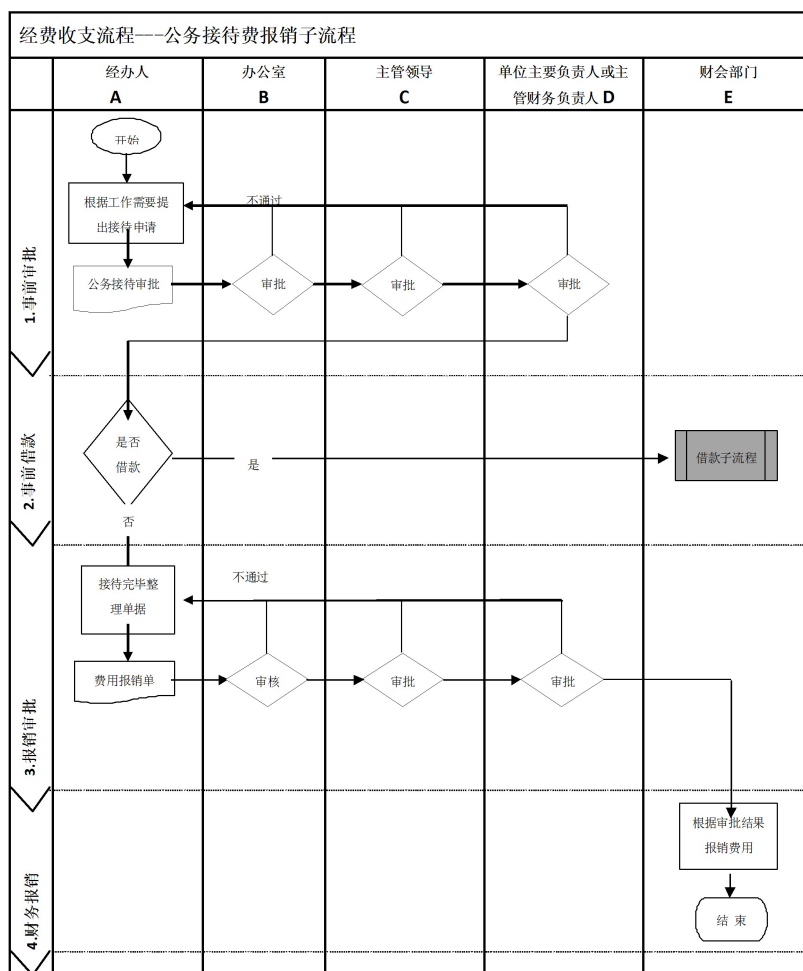 经费收支流程---公务接待费报销子流程
经办人
A
办公室
B
主管领导
C
单位主要负责人或主
管财务负责人 D
财会部门
E
1.事前审批
开始
根据工作需要提
出接待申请
不通过
公务接待审批
审批
审批
审批
2.事前借款
是否
借款
是
借款子流程
否
3.报销审批
接待完毕整
理单据
不通过
费用报销单
审核
审批
审批
4.财务报销
根据审批结果
报销费用
结 束